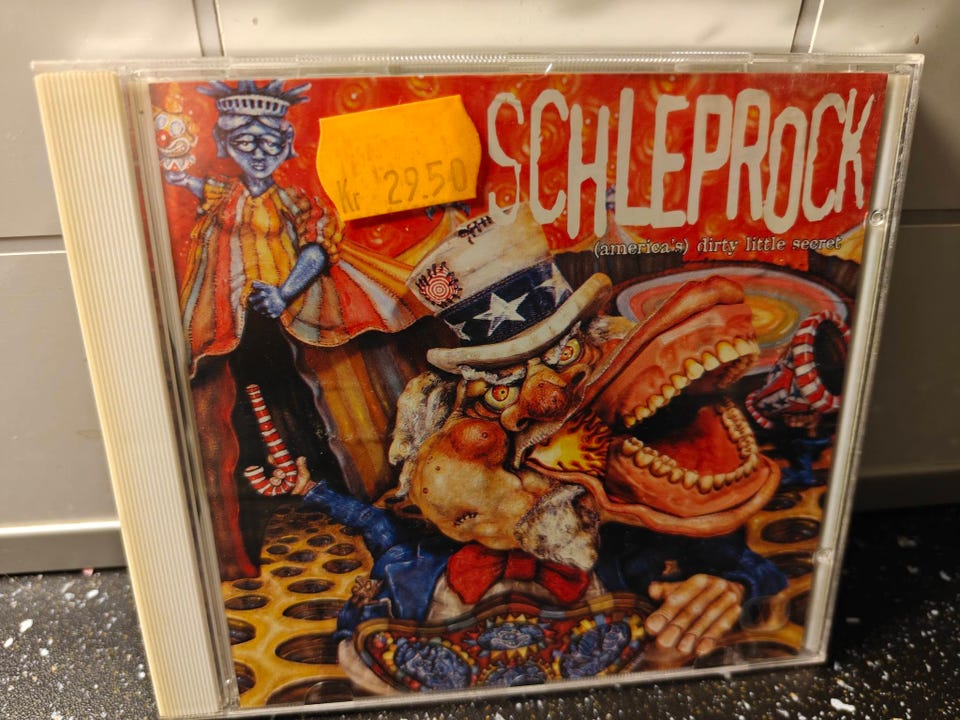 SCHLEPROCK
(america's) dirty little secret
Kr 29.50